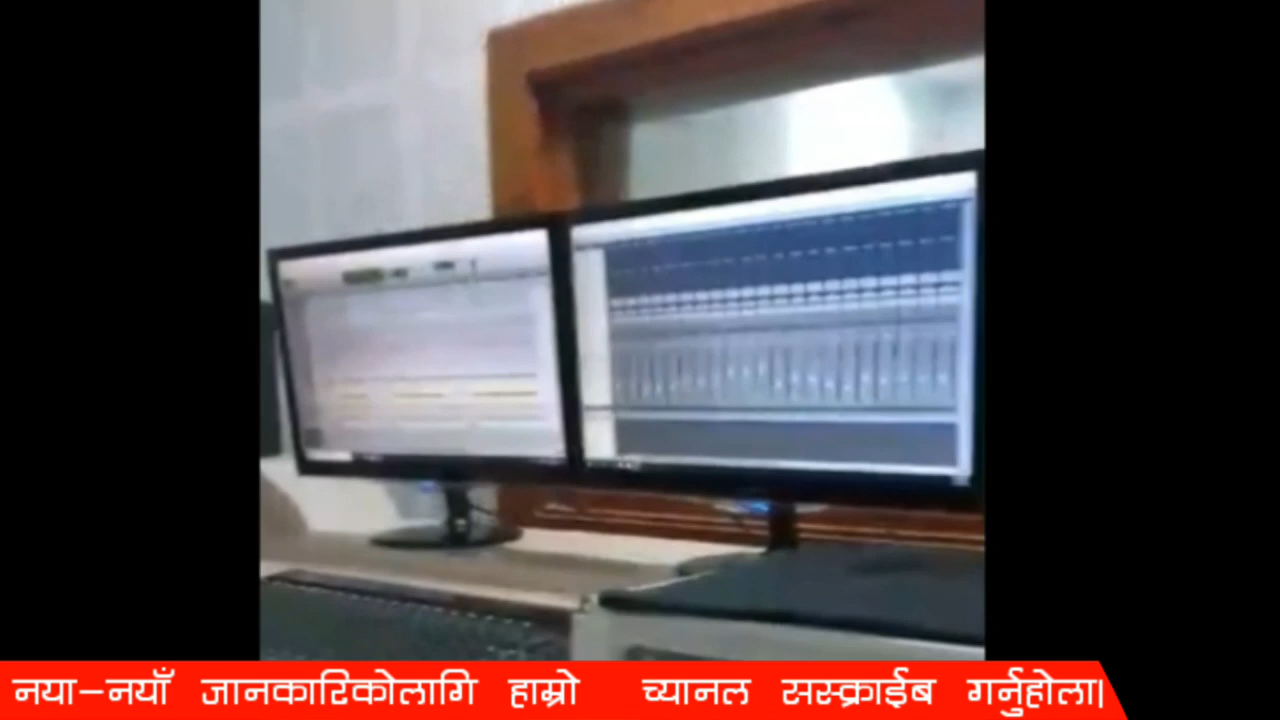 नया-नयाँ जानकारिकोलागि हाम्रो च्यानल सस्क्राईब गर्नुहोला।